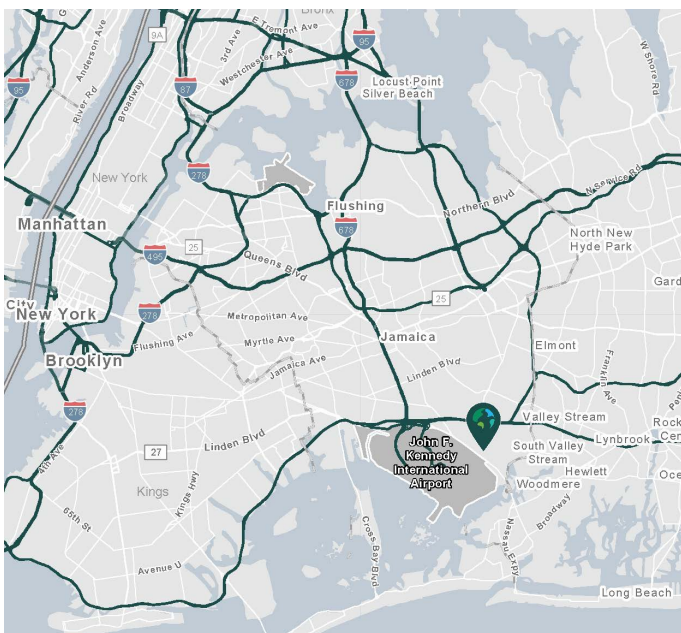 Bronx
E Tremont Ave
9A
95
3rd Ave
Anderson Ave
Westchester Ave
W Shore Rd
678
Locust Point
Silver Beach
95
87
River Rd
Broadway
278
New York
N Service Rd
Flushing
Northern Blvd
Manhattan
678
North New
Hyde Park
25
495
Queens Blvd
Gard
25
City
New York
278
Metropolitan Ave
Flushing Ave
Myrtle Ave
Jamaica
Elmont
Brooklyn
Jamaica Ave
Linden Blvd
Franklin Ave
278
Valley Stream
Rock
Cen
John F.
Kennedy
International
Airport
Linden Blvd
Lynbrook
27
4th Ave
South Valley
Stream
Hewlett
Oce
Woodmere
Kings
Kings Hwy
Broadway
65th St
Nassau Expy
Cross Bay Blvd
Avenue U
Long Beach